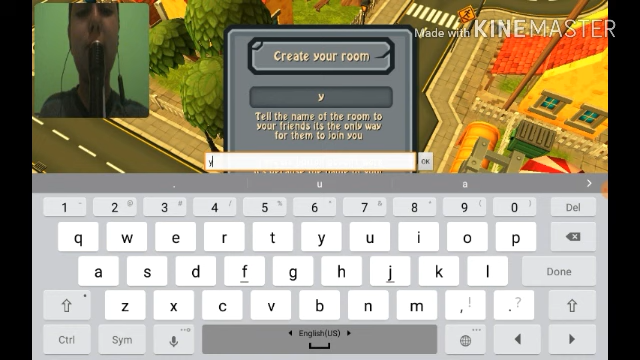 Made with KINEMASTER
Create your room
y
Tell the name of the room to
your friends its the only way
for them to join you
y
OK
. u a
1 2 @ 3 # 4 / 5 % 6 ^ 7 & 8 * 9 ( 0 ) Del
q w e r t y u i o p
a s d f g h j k l Done
z x c v b n m , ! . ?
Ctrl Sym English(US)